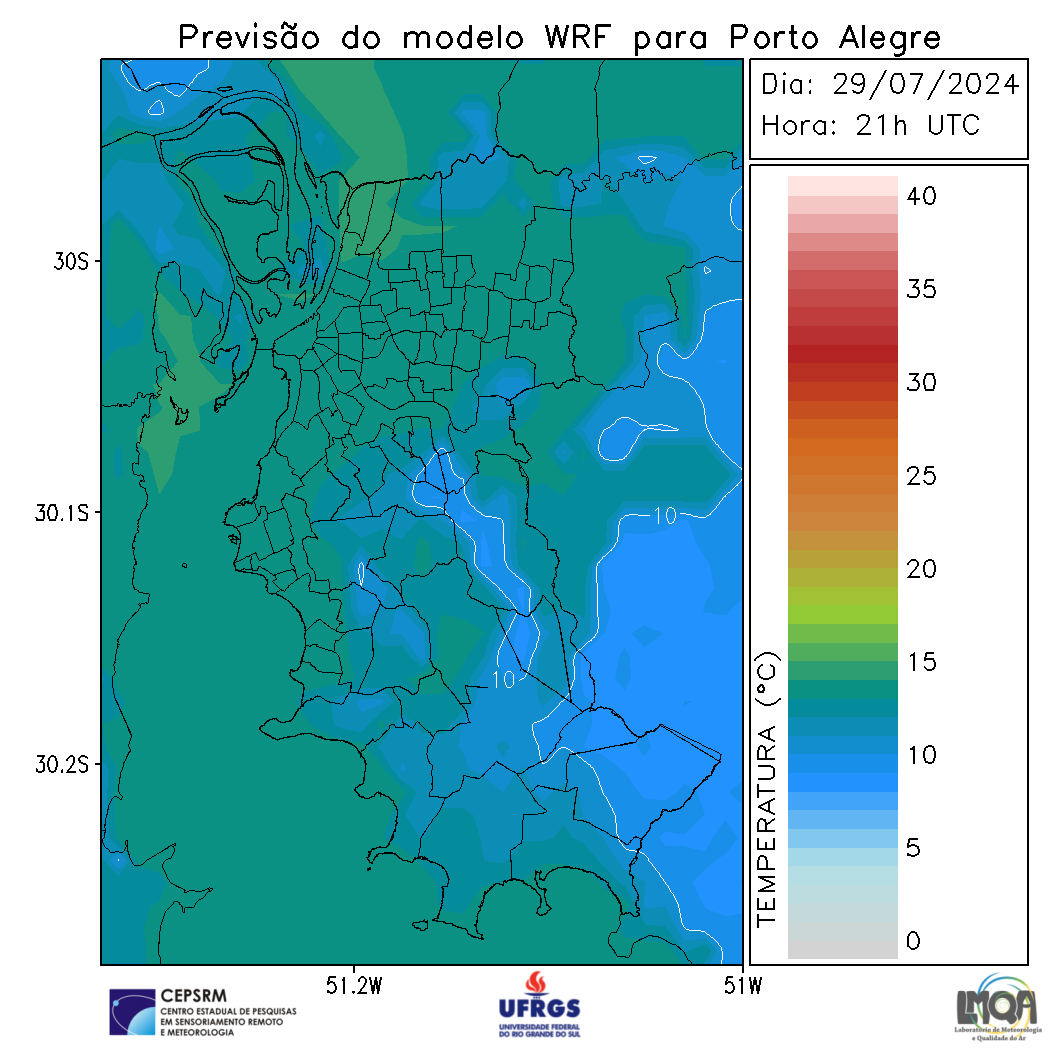 Previsão do modelo WRF para Porto Alegre
Dia: 29/07/2024
Hora: 21h UTC
40
35
30
25
20
15
10
5
0
TEMPERATURA (°C)
30S
30.1S
30.2S
10
10
51.2W
51W
CEPSRM
CENTRO ESTADUAL DE PESQUISAS
EM SENSORIAMENTO REMOTO
E METEOROLOGIA
UFRGS
UNIVERSIDADE FEDERAL
DO RIO GRANDE DO SUL
LMQA
Laboratório de Meteorologia
e Qualidade do Ar